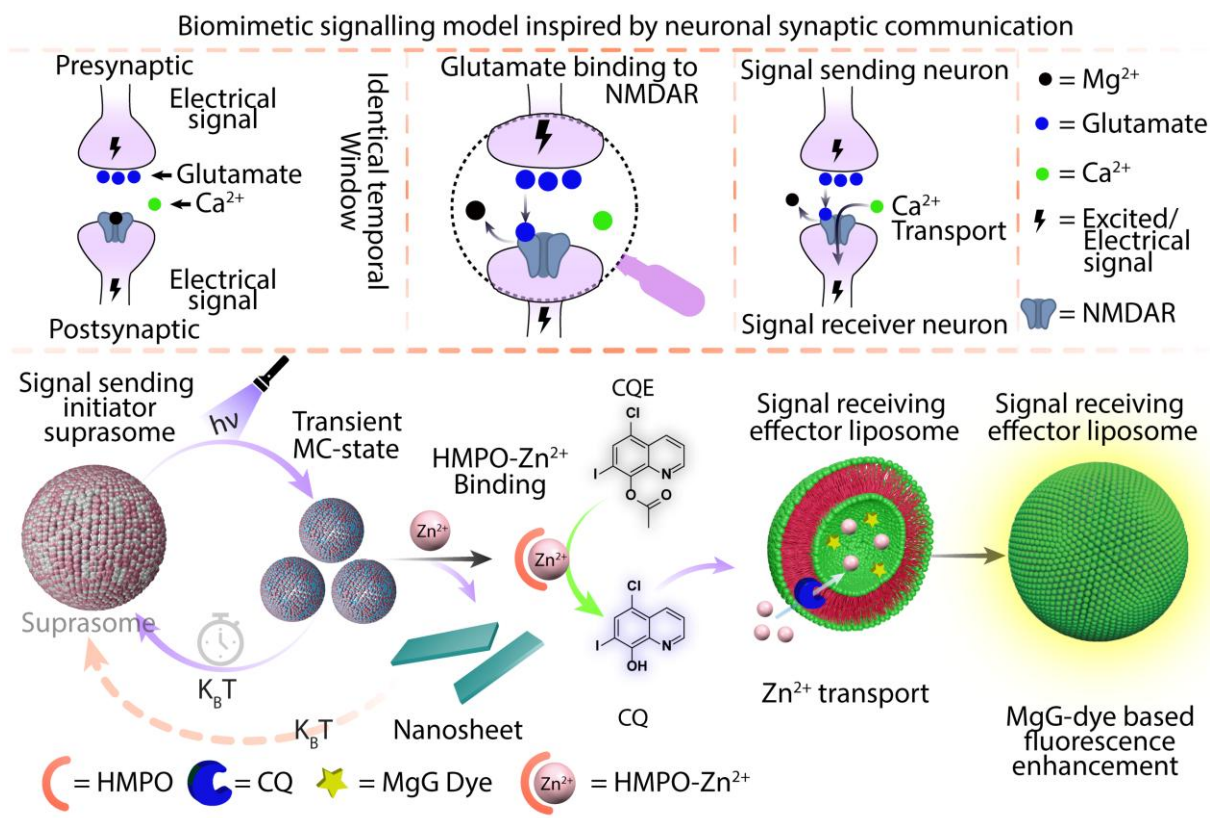 Biomimetic signalling model inspired by neuronal synaptic communication
Presynaptic
Electrical
signal
Glutamate
Ca²⁺
Electrical
signal
Postsynaptic
Identical temporal
Window
Glutamate binding to
NMDAR
Signal sending neuron
Ca²⁺
Transport
Signal receiver neuron
= Mg²⁺
= Glutamate
= Ca²⁺
= Excited/
Electrical
signal
= NMDAR
Signal sending
initiator
suprasome
hν
Transient
MC-state
Suprasome
K_BT
K_BT
Zn²⁺
Nanosheet
HMPO-Zn²⁺
Binding
Zn²⁺
CQE
Cl
I
N
O
O
Cl
I
N
OH
CQ
Signal receiving
effector liposome
Zn²⁺ transport
Signal receiving
effector liposome
MgG-dye based
fluorescence
enhancement
= HMPO
= CQ
= MgG Dye
Zn²⁺
= HMPO-Zn²⁺